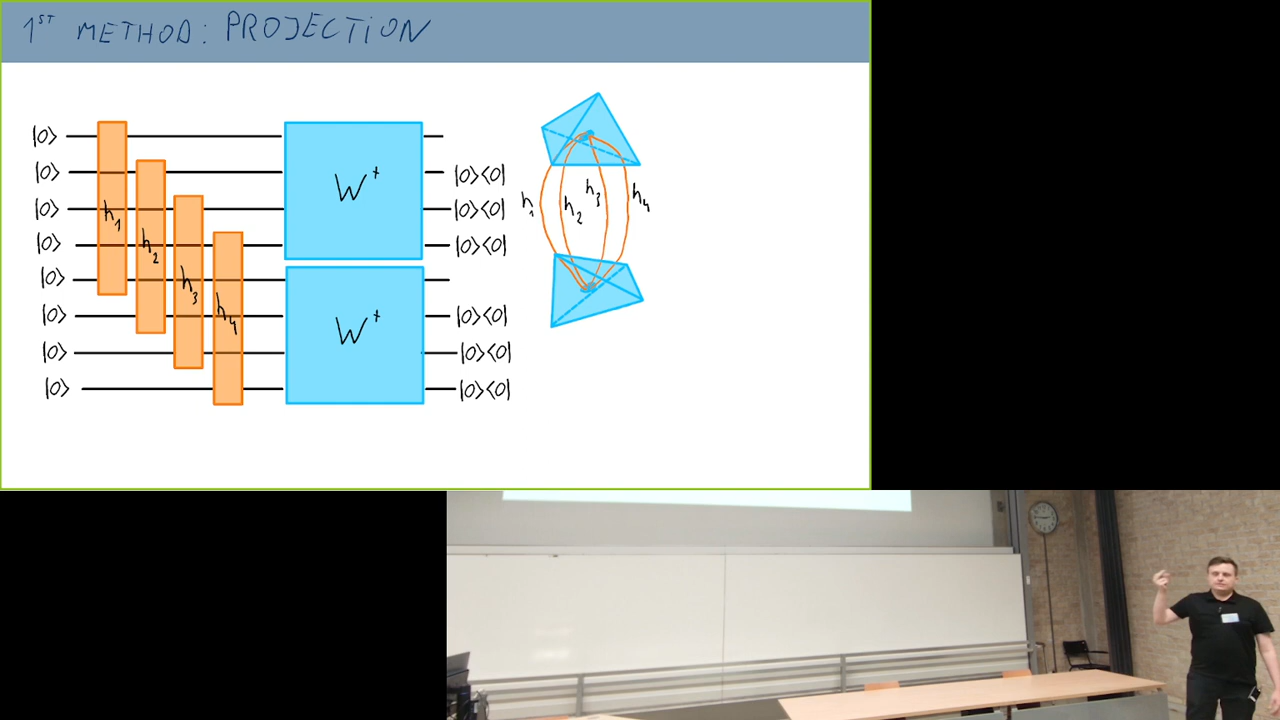 1ST METHOD: PROJECTION
|0⟩
|0⟩ |0⟩⟨0|
|0⟩ |0⟩⟨0|
|0⟩ |0⟩⟨0|
|0⟩
|0⟩ |0⟩⟨0|
|0⟩ |0⟩⟨0|
|0⟩ |0⟩⟨0|
h1
h2
h3
h4
W+
W+
h1 h2 h3 h4